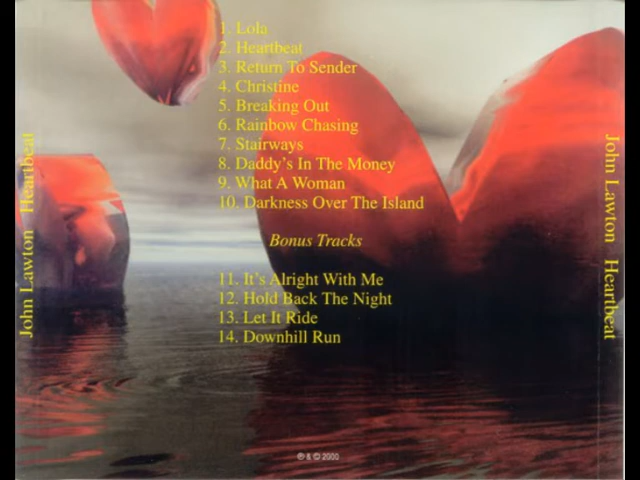 1. Lola
2. Heartbeat
3. Return To Sender
4. Christine
5. Breaking Out
6. Rainbow Chasing
7. Stairways
8. Daddy's In The Money
9. What A Woman
10. Darkness Over The Island
Bonus Tracks
11. It's Alright With Me
12. Hold Back The Night
13. Let It Ride
14. Downhill Run
John Lawton Heartbeat
John Lawton Heartbeat
℗ & © 2000